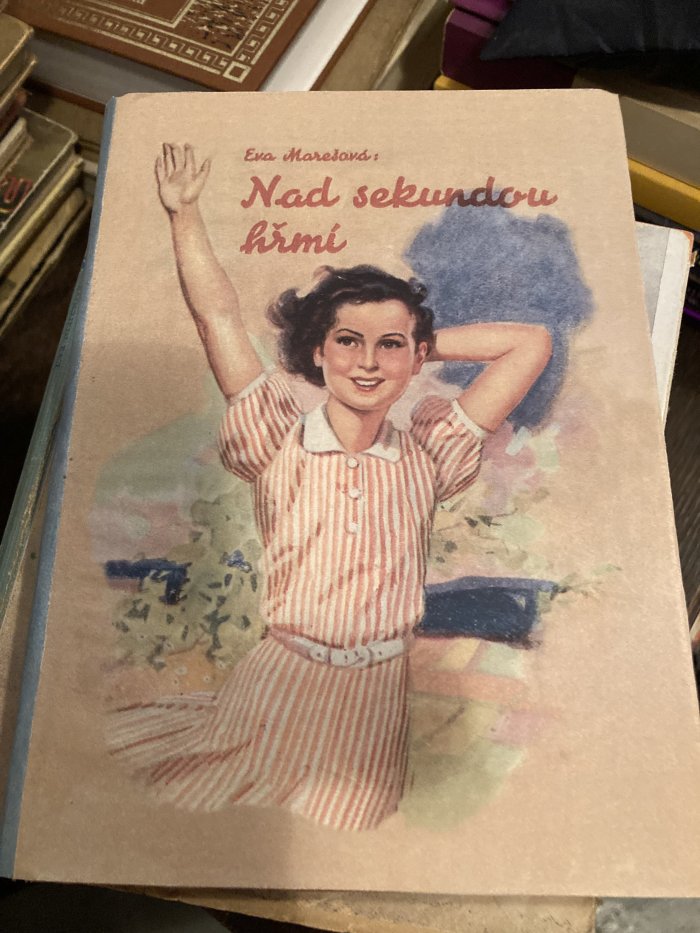 Eva Marešová:
Nad sekundou
hřmí